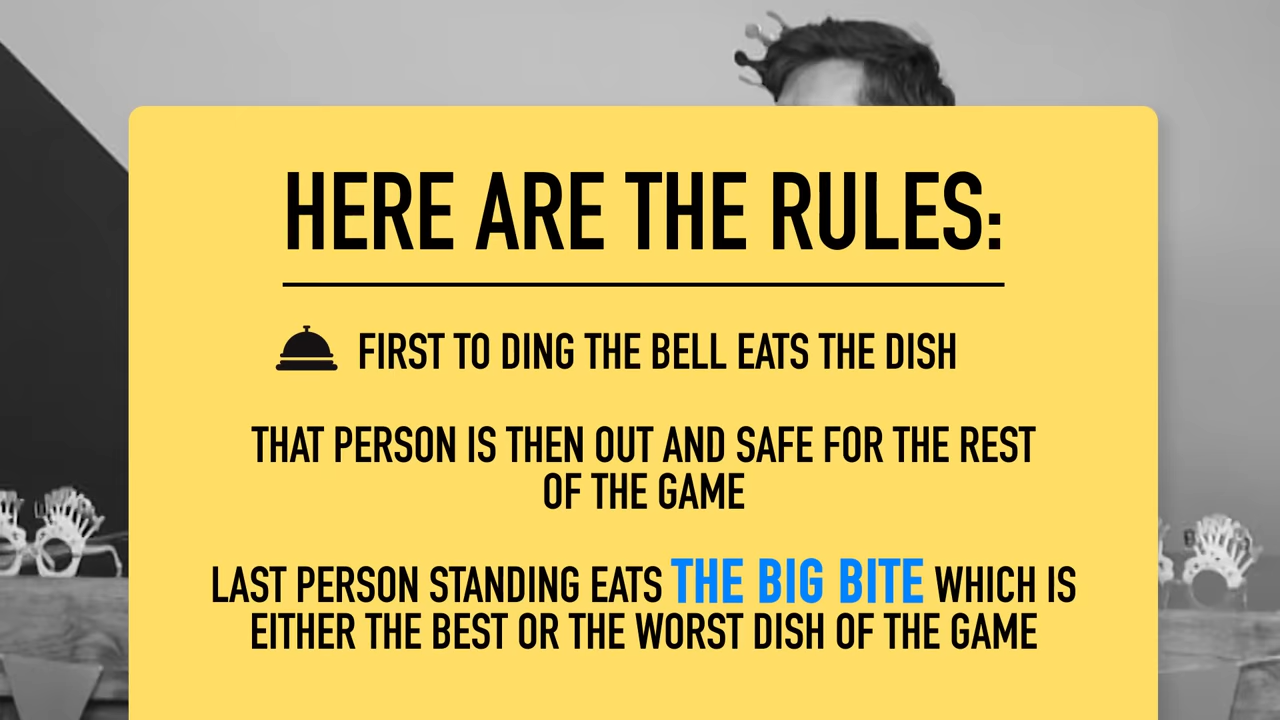 HERE ARE THE RULES:
FIRST TO DING THE BELL EATS THE DISH
THAT PERSON IS THEN OUT AND SAFE FOR THE REST
OF THE GAME
LAST PERSON STANDING EATS THE BIG BITE WHICH IS
EITHER THE BEST OR THE WORST DISH OF THE GAME